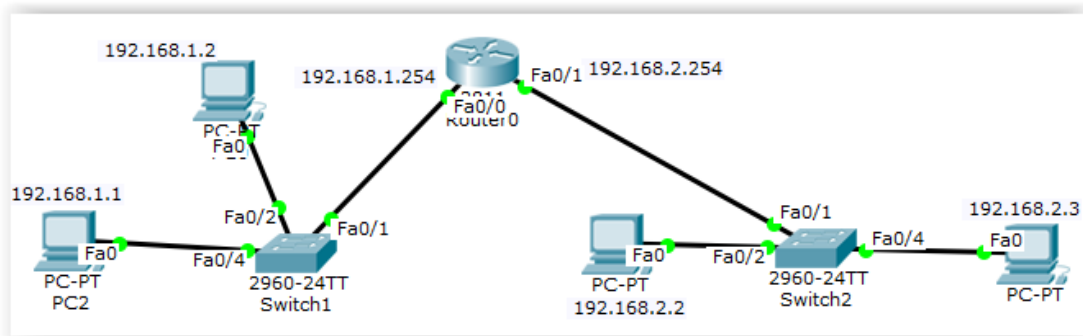 192.168.1.2
192.168.1.254
Fa0/0
Router0
Fa0/1
192.168.2.254
PC-PT
Fa0
192.168.1.1
Fa0
PC-PT
PC2
Fa0/2
Fa0/4
Fa0/1
2960-24TT
Switch1
Fa0
PC-PT
192.168.2.2
Fa0/1
Fa0/2
Fa0/4
2960-24TT
Switch2
192.168.2.3
Fa0
PC-PT